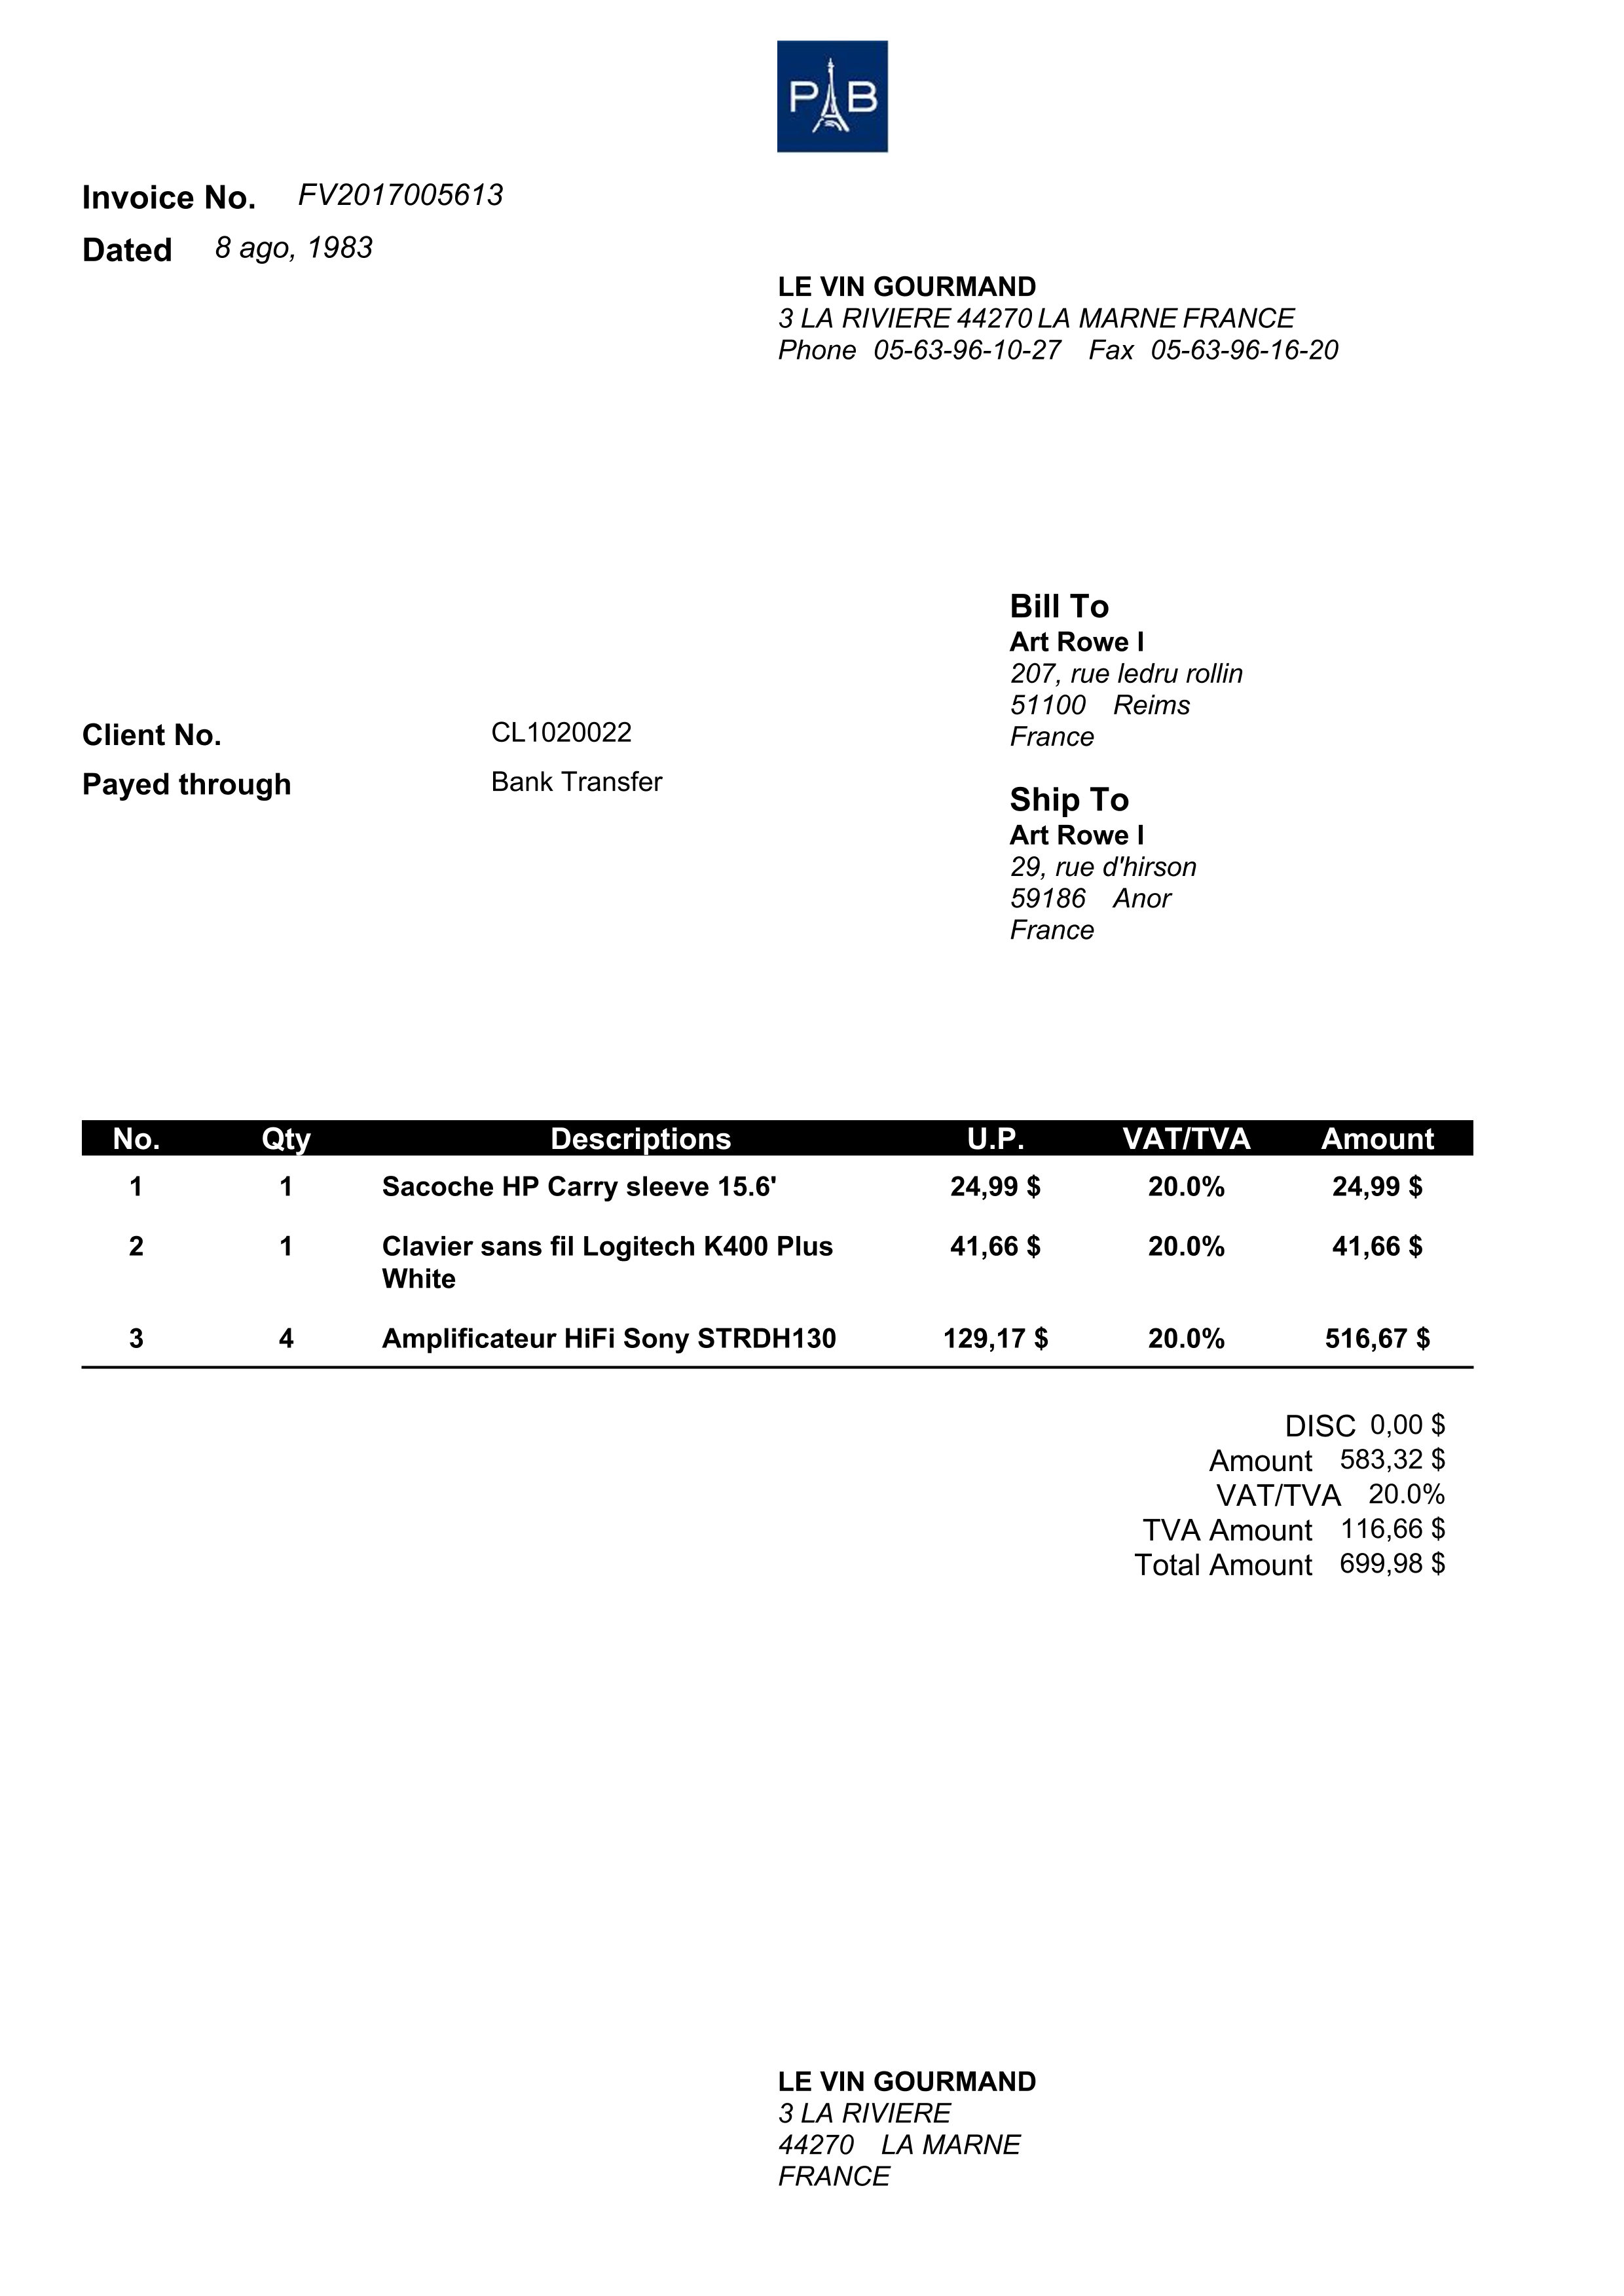 PB
Invoice No. FV2017005613
Dated 8 ago, 1983
LE VIN GOURMAND
3 LA RIVIERE 44270 LA MARNE FRANCE
Phone 05-63-96-10-27 Fax 05-63-96-16-20
Bill To
Art Rowe I
207, rue ledru rollin
51100 Reims
France
Client No. CL1020022
Payed through Bank Transfer
Ship To
Art Rowe I
29, rue d'hirson
59186 Anor
France
No. Qty Descriptions U.P. VAT/TVA Amount
1 1 Sacoche HP Carry sleeve 15.6' 24,99 $ 20.0% 24,99 $
2 1 Clavier sans fil Logitech K400 Plus 41,66 $ 20.0% 41,66 $
White
3 4 Amplificateur HiFi Sony STRDH130 129,17 $ 20.0% 516,67 $
DISC 0,00 $
Amount 583,32 $
VAT/TVA 20.0%
TVA Amount 116,66 $
Total Amount 699,98 $
LE VIN GOURMAND
3 LA RIVIERE
44270 LA MARNE
FRANCE